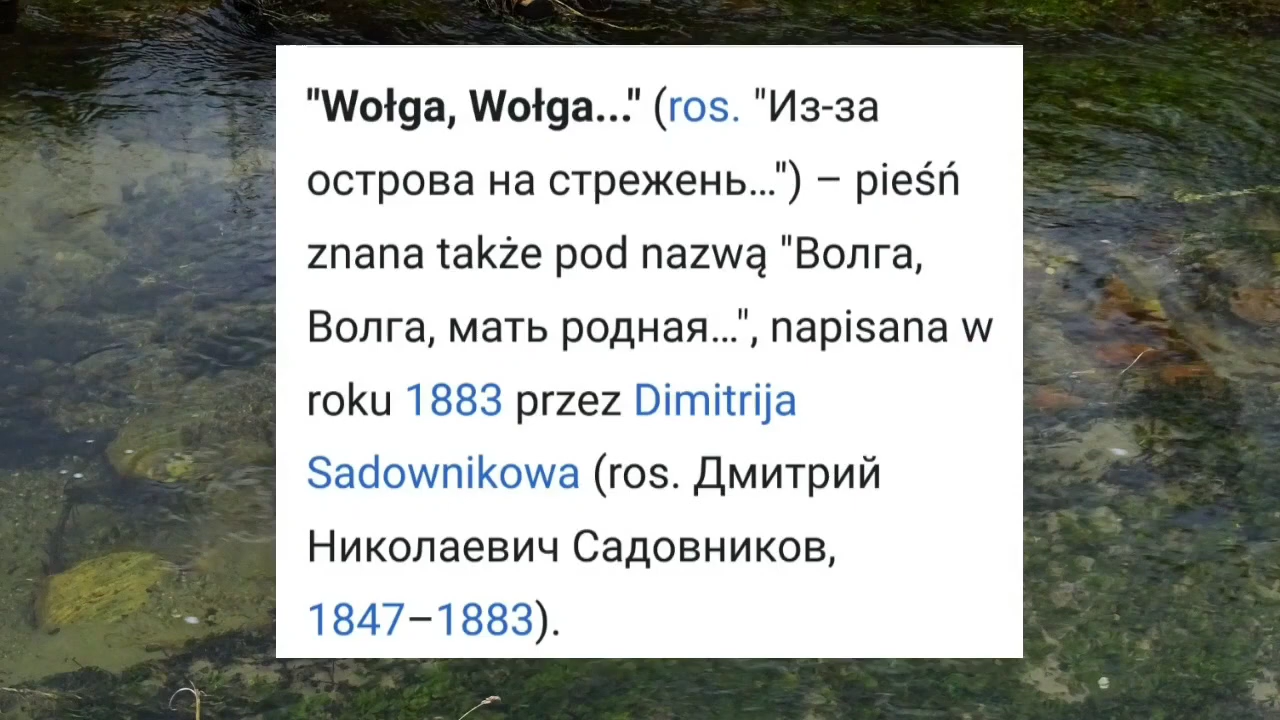 "Wołga, Wołga..." (ros. "Из-за
острова на стрежень…") – pieśń
znana także pod nazwą "Волга,
Волга, мать родная…", napisana w
roku 1883 przez Dimitrija
Sadownikowa (ros. Дмитрий
Николаевич Садовников,
1847–1883).